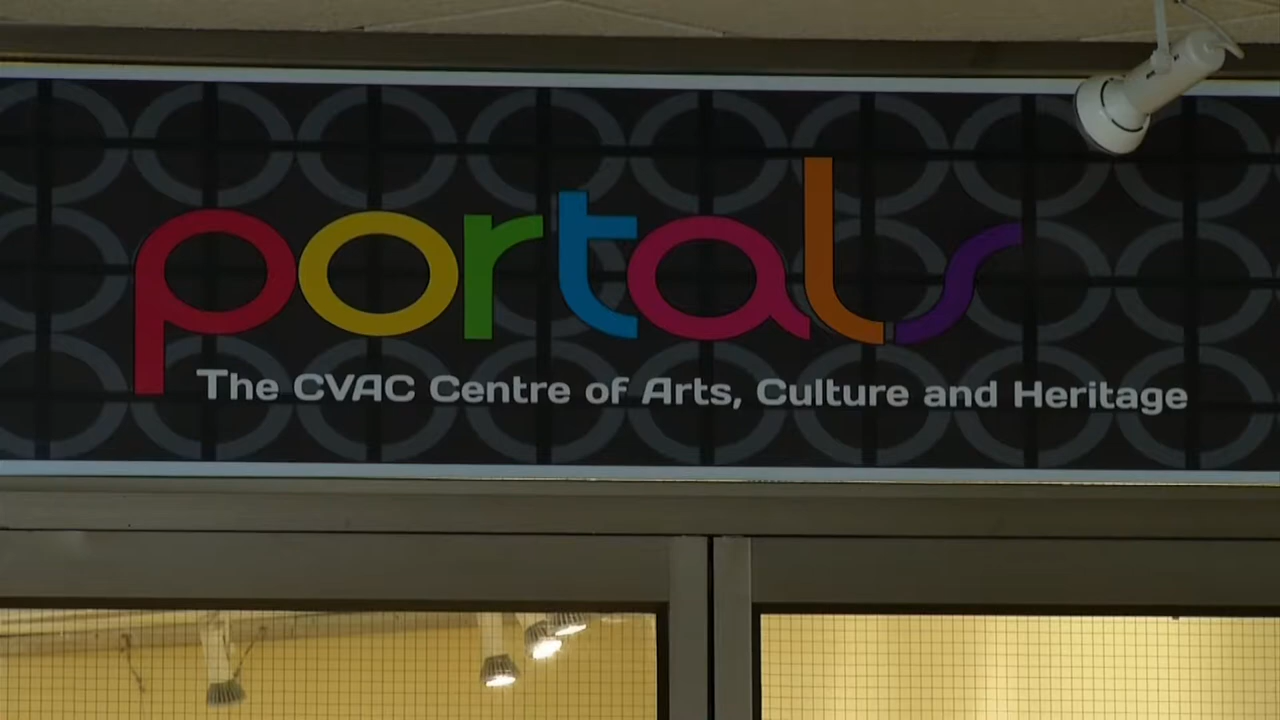 portals
The CVAC Centre of Arts, Culture and Heritage